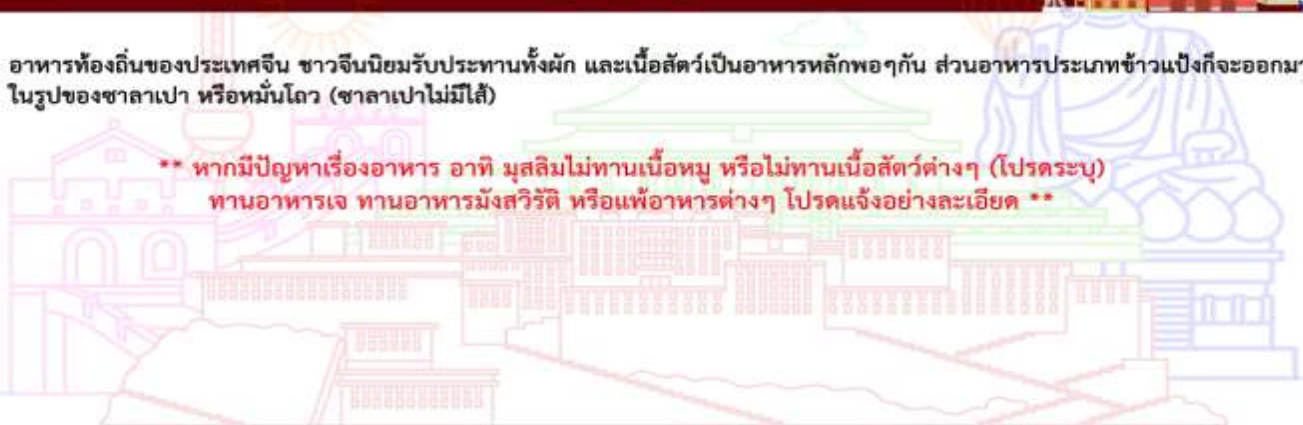 อาหารท้องถิ่นของประเทศจีน ชาวจีนนิยมรับประทานทั้งผัก และเนื้อสัตว์เป็นอาหารหลักพอๆกัน ส่วนอาหารประเภทข้าวแป้งก็จะออกมา
ในรูปของซาลาเปา หรือหมั่นโถว (ซาลาเปาไม่มีไส้)
** หากมีปัญหาเรื่องอาหาร อาทิ มุสลิมไม่ทานเนื้อหมู หรือไม่ทานเนื้อสัตว์ต่างๆ (โปรดระบุ)
ทานอาหารเจ ทานอาหารมังสวิรัติ หรือแพ้อาหารต่างๆ โปรดแจ้งอย่างละเอียด **